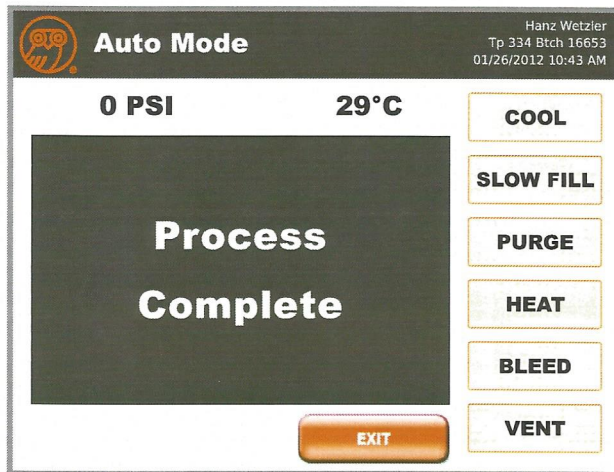 Auto Mode
Hanz Wetzler
Tp 334 Btch 16653
01/26/2012 10:43 AM
0 PSI
29°C
Process
Complete
COOL
SLOW FILL
PURGE
HEAT
BLEED
VENT
EXIT